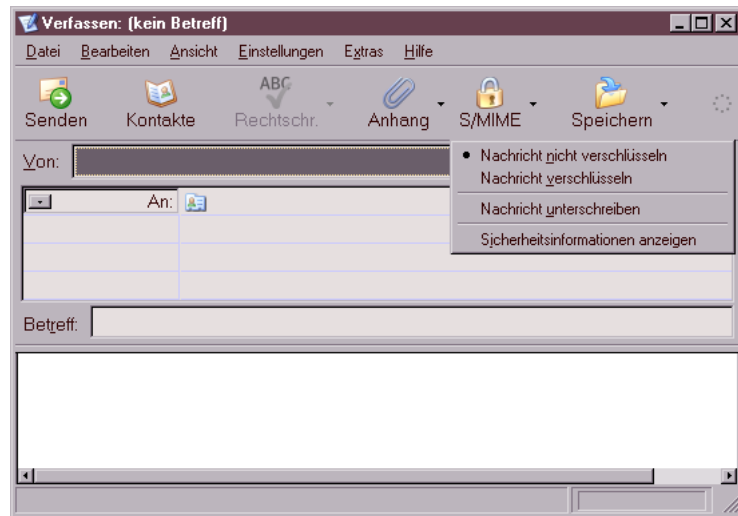 Verfassen: (kein Betreff)
Datei Bearbeiten Ansicht Einstellungen Extras Hilfe
ABC
Senden Kontakte Rechtschr. Anhang S/MIME Speichern
Von:
Nachricht nicht verschlüsseln
Nachricht verschlüsseln
An:
Nachricht unterschreiben
Sicherheitsinformationen anzeigen
Betreff: